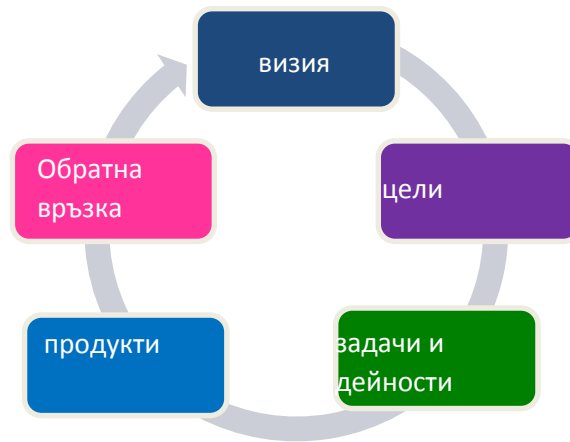 визия
цели
задачи и
дейности
продукти
Обратна
връзка